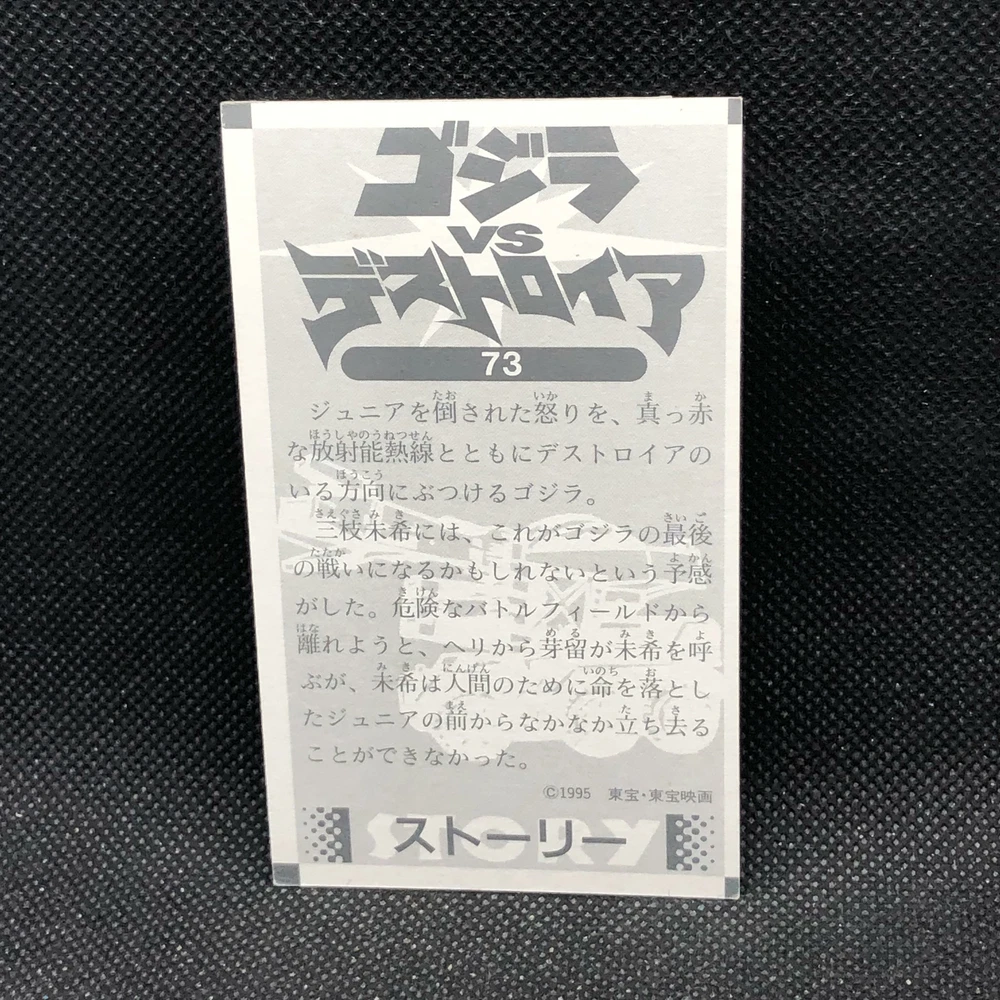 ゴジラ
VS
デストロイア
73
ジュニアを倒された怒りを、真っ赤
な放射能熱線とともにデストロイアの
いる方向にぶつけるゴジラ。
三枝未希には、これがゴジラの最後
の戦いになるかもしれないという予感
がした。危険なバトルフィールドから
離れようと、ヘリから芽留が未希を呼
ぶが、未希は人間のために命を落とし
たジュニアの前からなかなか立ち去る
ことができなかった。
©1995 東宝・東宝映画
ストーリー
STORY